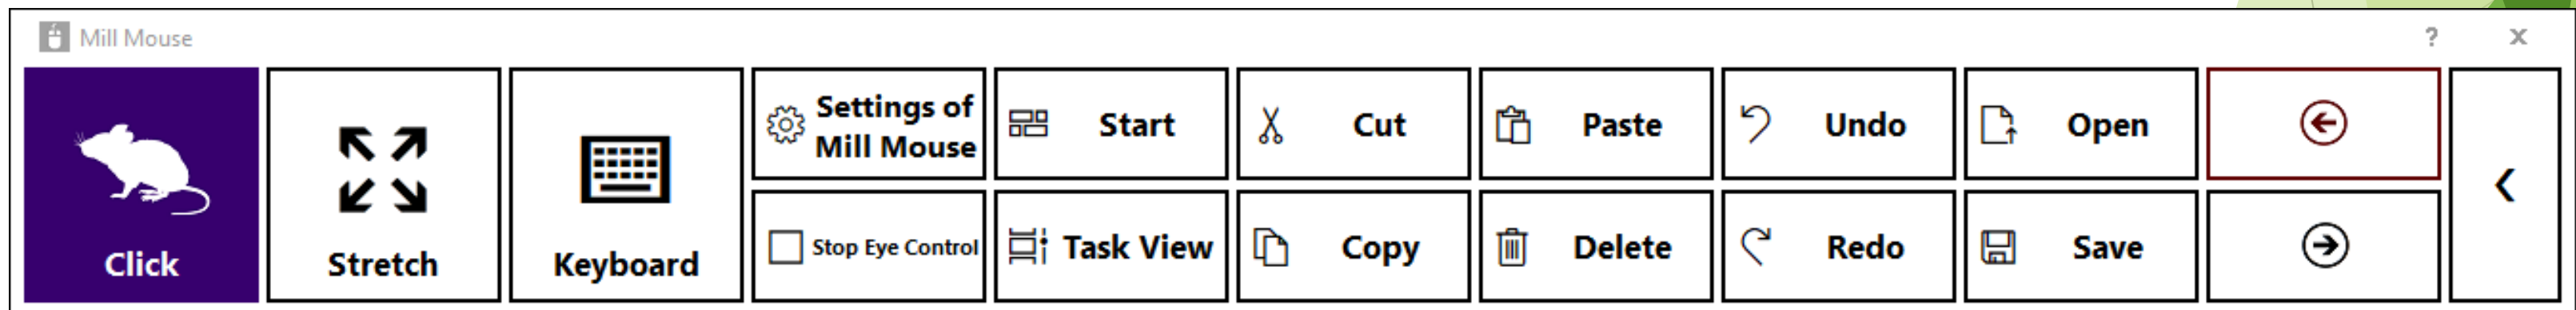 Mill Mouse
?
x
Click
Stretch
Keyboard
Settings of
Mill Mouse
Stop Eye Control
Start
Task View
Cut
Copy
Paste
Delete
Undo
Redo
Open
Save